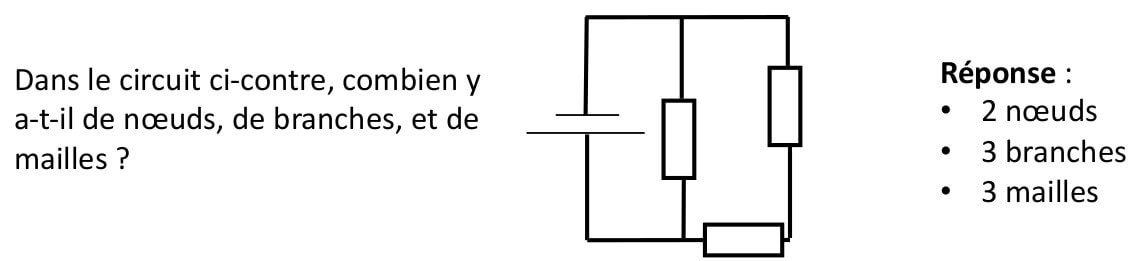 Dans le circuit ci-contre, combien y
a-t-il de nœuds, de branches, et de
mailles ?
Réponse :
• 2 nœuds
• 3 branches
• 3 mailles